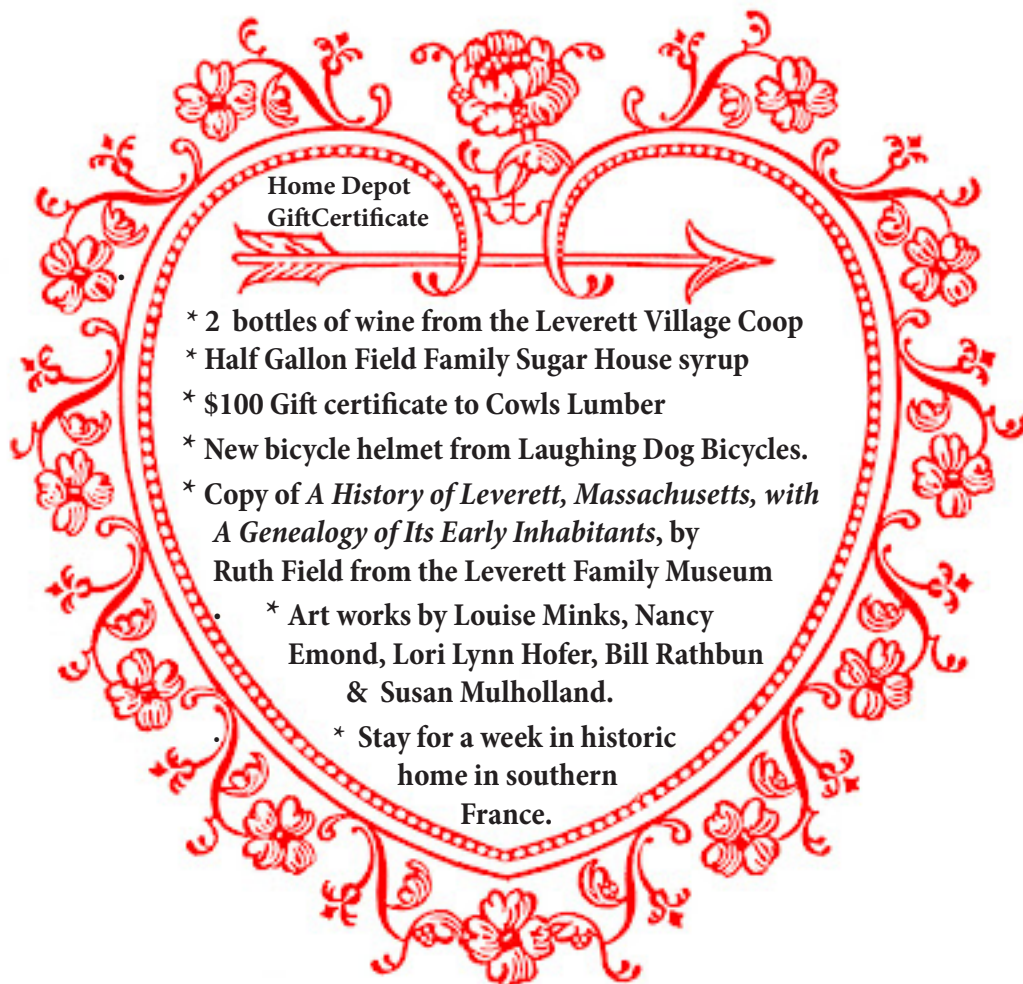 Home Depot
GiftCertificate
* 2 bottles of wine from the Leverett Village Coop
* Half Gallon Field Family Sugar House syrup
* $100 Gift certificate to Cowls Lumber
* New bicycle helmet from Laughing Dog Bicycles.
* Copy of A History of Leverett, Massachusetts, with
A Genealogy of Its Early Inhabitants, by
Ruth Field from the Leverett Family Museum
* Art works by Louise Minks, Nancy
Emond, Lori Lynn Hofer, Bill Rathbun
& Susan Mulholland.
* Stay for a week in historic
home in southern
France.